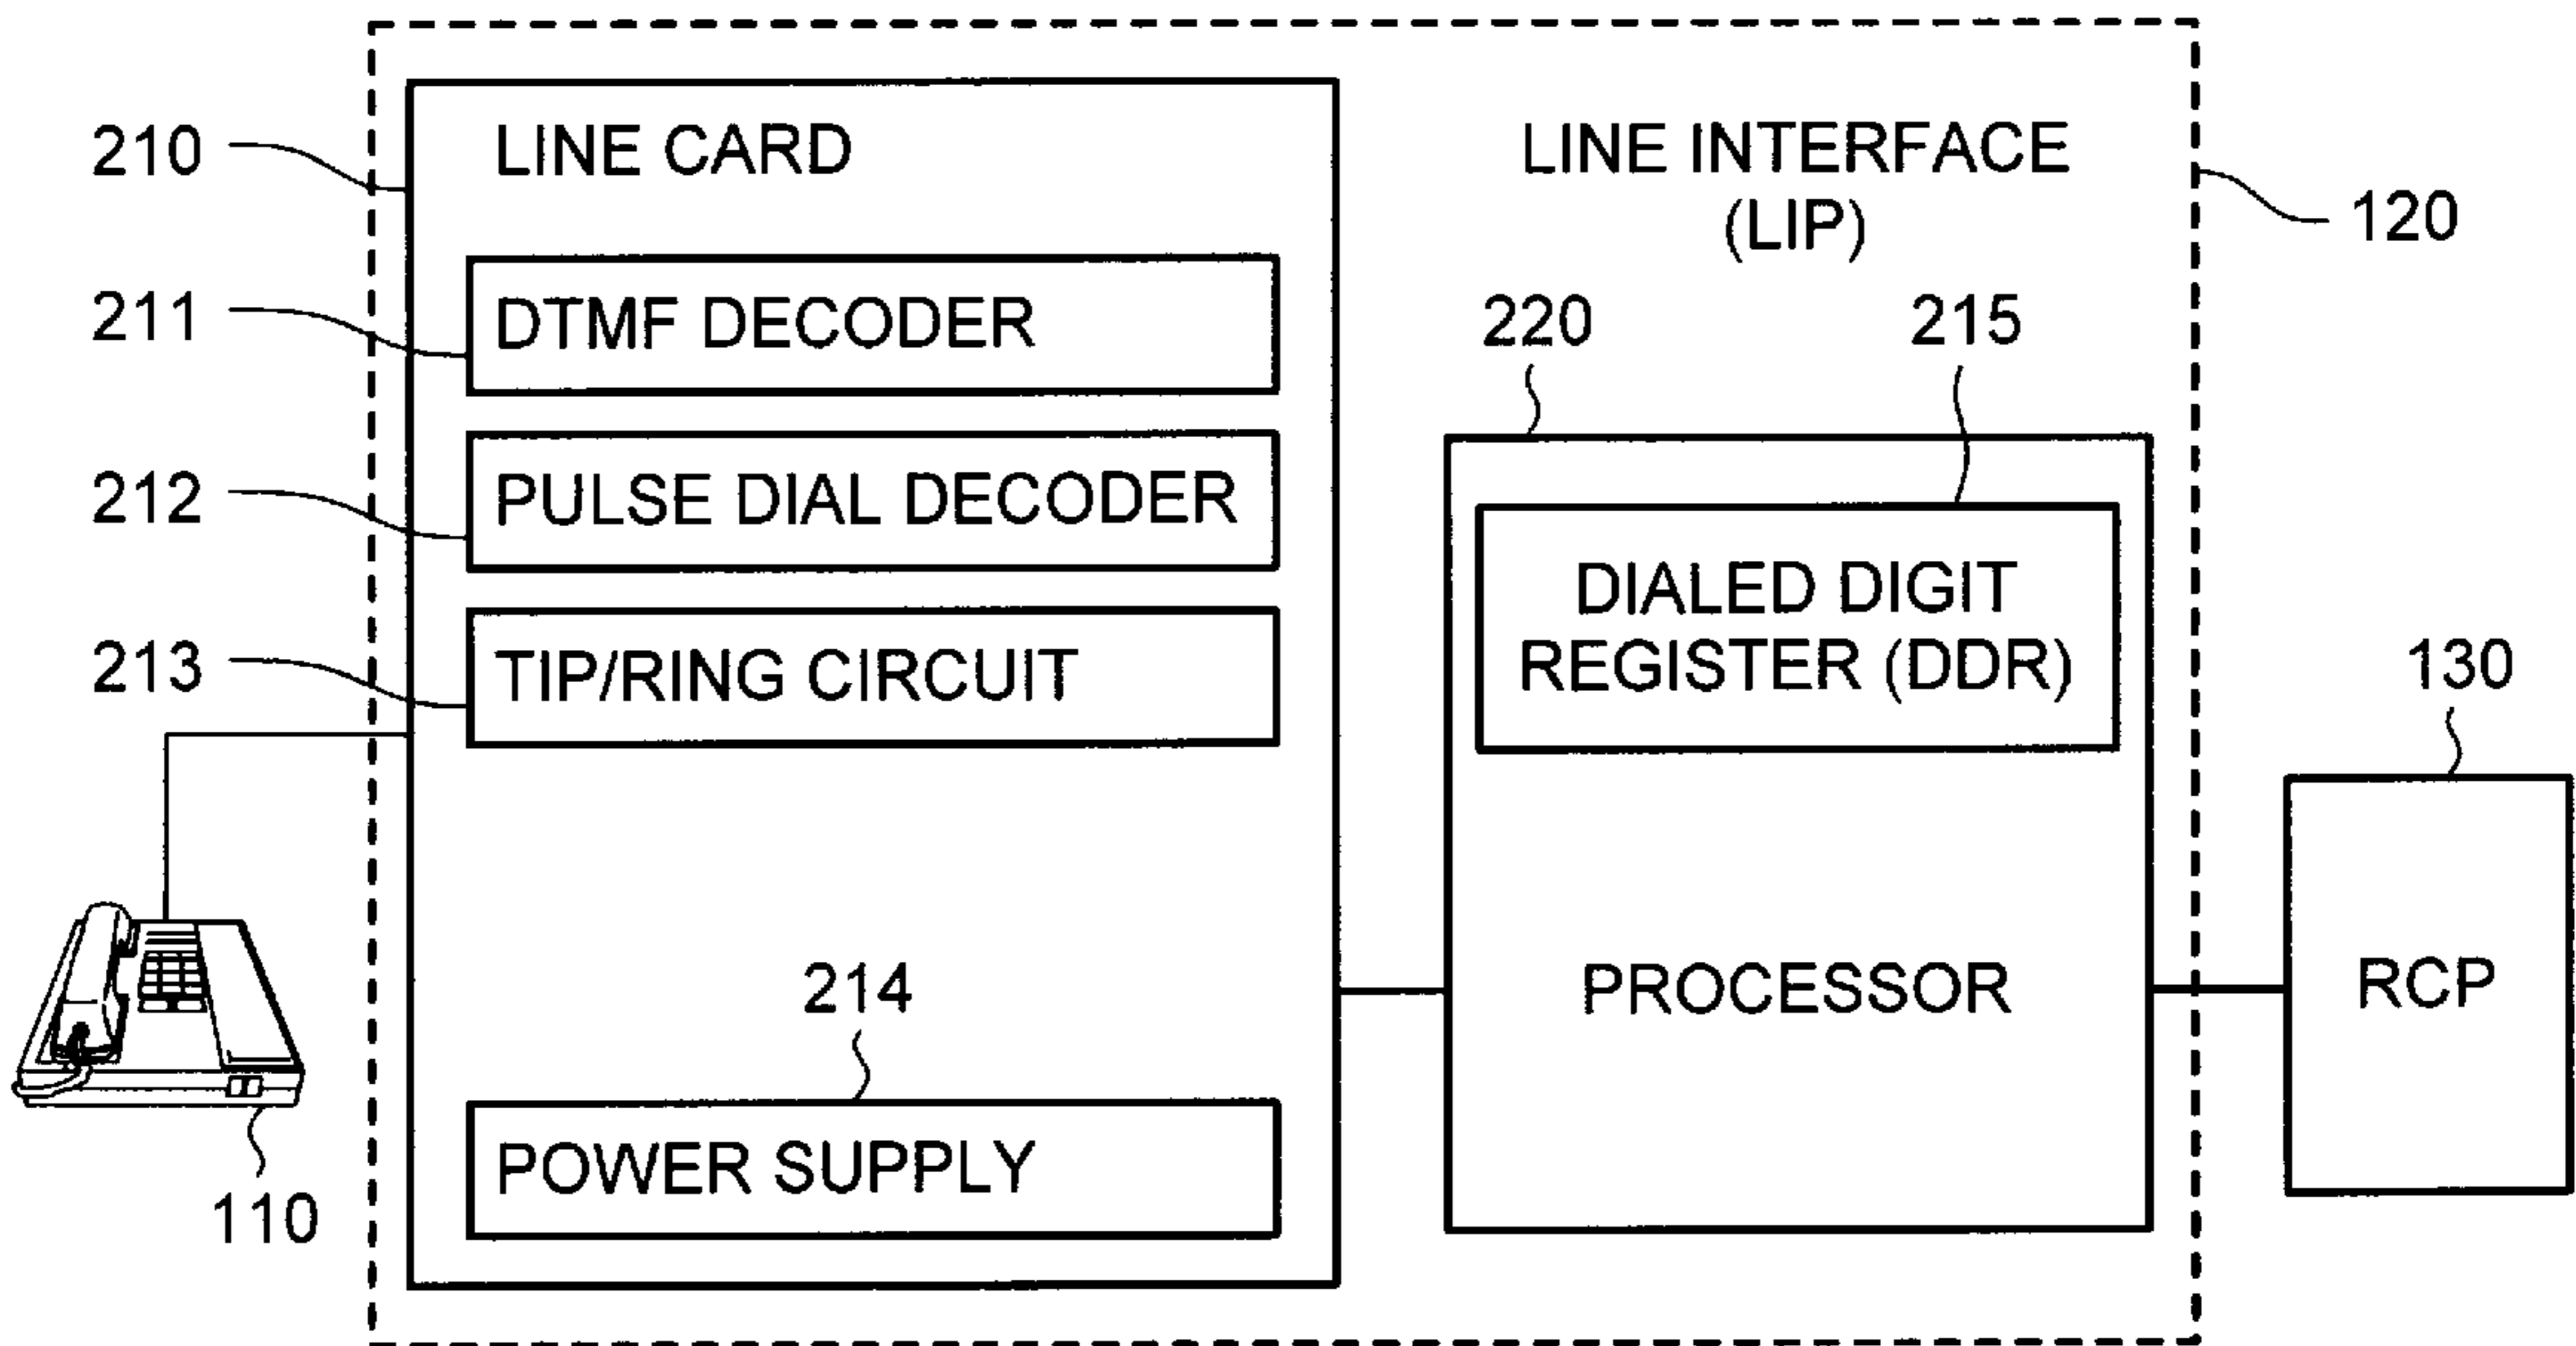 210
LINE CARD
LINE INTERFACE
(LIP)
120
211
DTMF DECODER
220
215
212
PULSE DIAL DECODER
DIALED DIGIT
REGISTER (DDR)
213
TIP/RING CIRCUIT
130
214
PROCESSOR
RCP
POWER SUPPLY
110